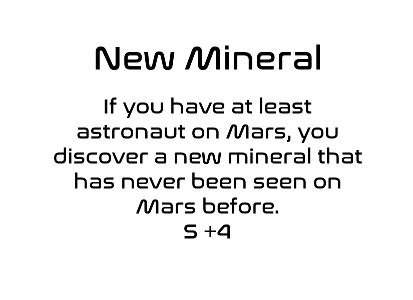 New Mineral
If you have at least
astronaut on Mars, you
discover a new mineral that
has never been seen on
Mars before.
S +4